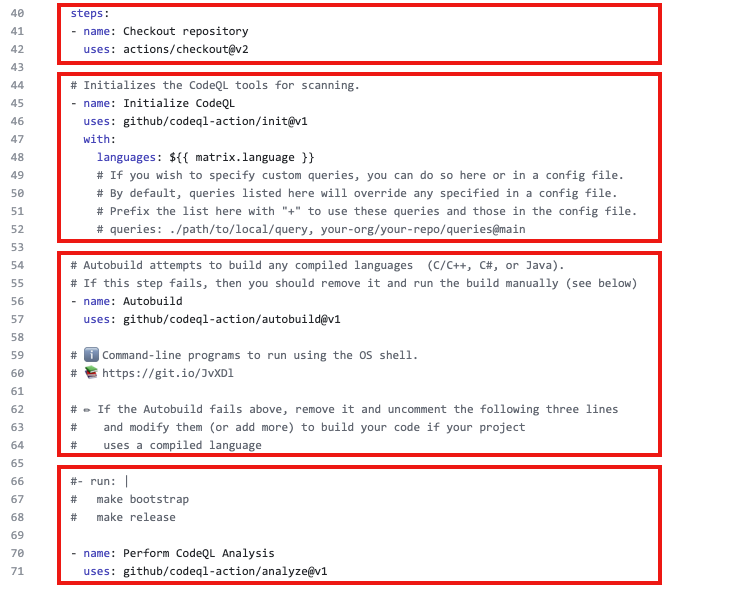 40 steps:
41 - name: Checkout repository
42 uses: actions/checkout@v2
43
44 # Initializes the CodeQL tools for scanning.
45 - name: Initialize CodeQL
46 uses: github/codeql-action/init@v1
47 with:
48 languages: ${{ matrix.language }}
49 # If you wish to specify custom queries, you can do so here or in a config file.
50 # By default, queries listed here will override any specified in a config file.
51 # Prefix the list here with "+" to use these queries and those in the config file.
52 # queries: ./path/to/local/query, your-org/your-repo/queries@main
53
54 # Autobuild attempts to build any compiled languages  (C/C++, C#, or Java).
55 # If this step fails, then you should remove it and run the build manually (see below)
56 - name: Autobuild
57 uses: github/codeql-action/autobuild@v1
58
59 # ℹ️ Command-line programs to run using the OS shell.
60 # 📚 https://git.io/JvXDl
61
62 # ✏️ If the Autobuild fails above, remove it and uncomment the following three lines
63 # and modify them (or add more) to build your code if your project
64 # uses a compiled language
65
66 #- run: |
67 # make bootstrap
68 # make release
69
70 - name: Perform CodeQL Analysis
71 uses: github/codeql-action/analyze@v1